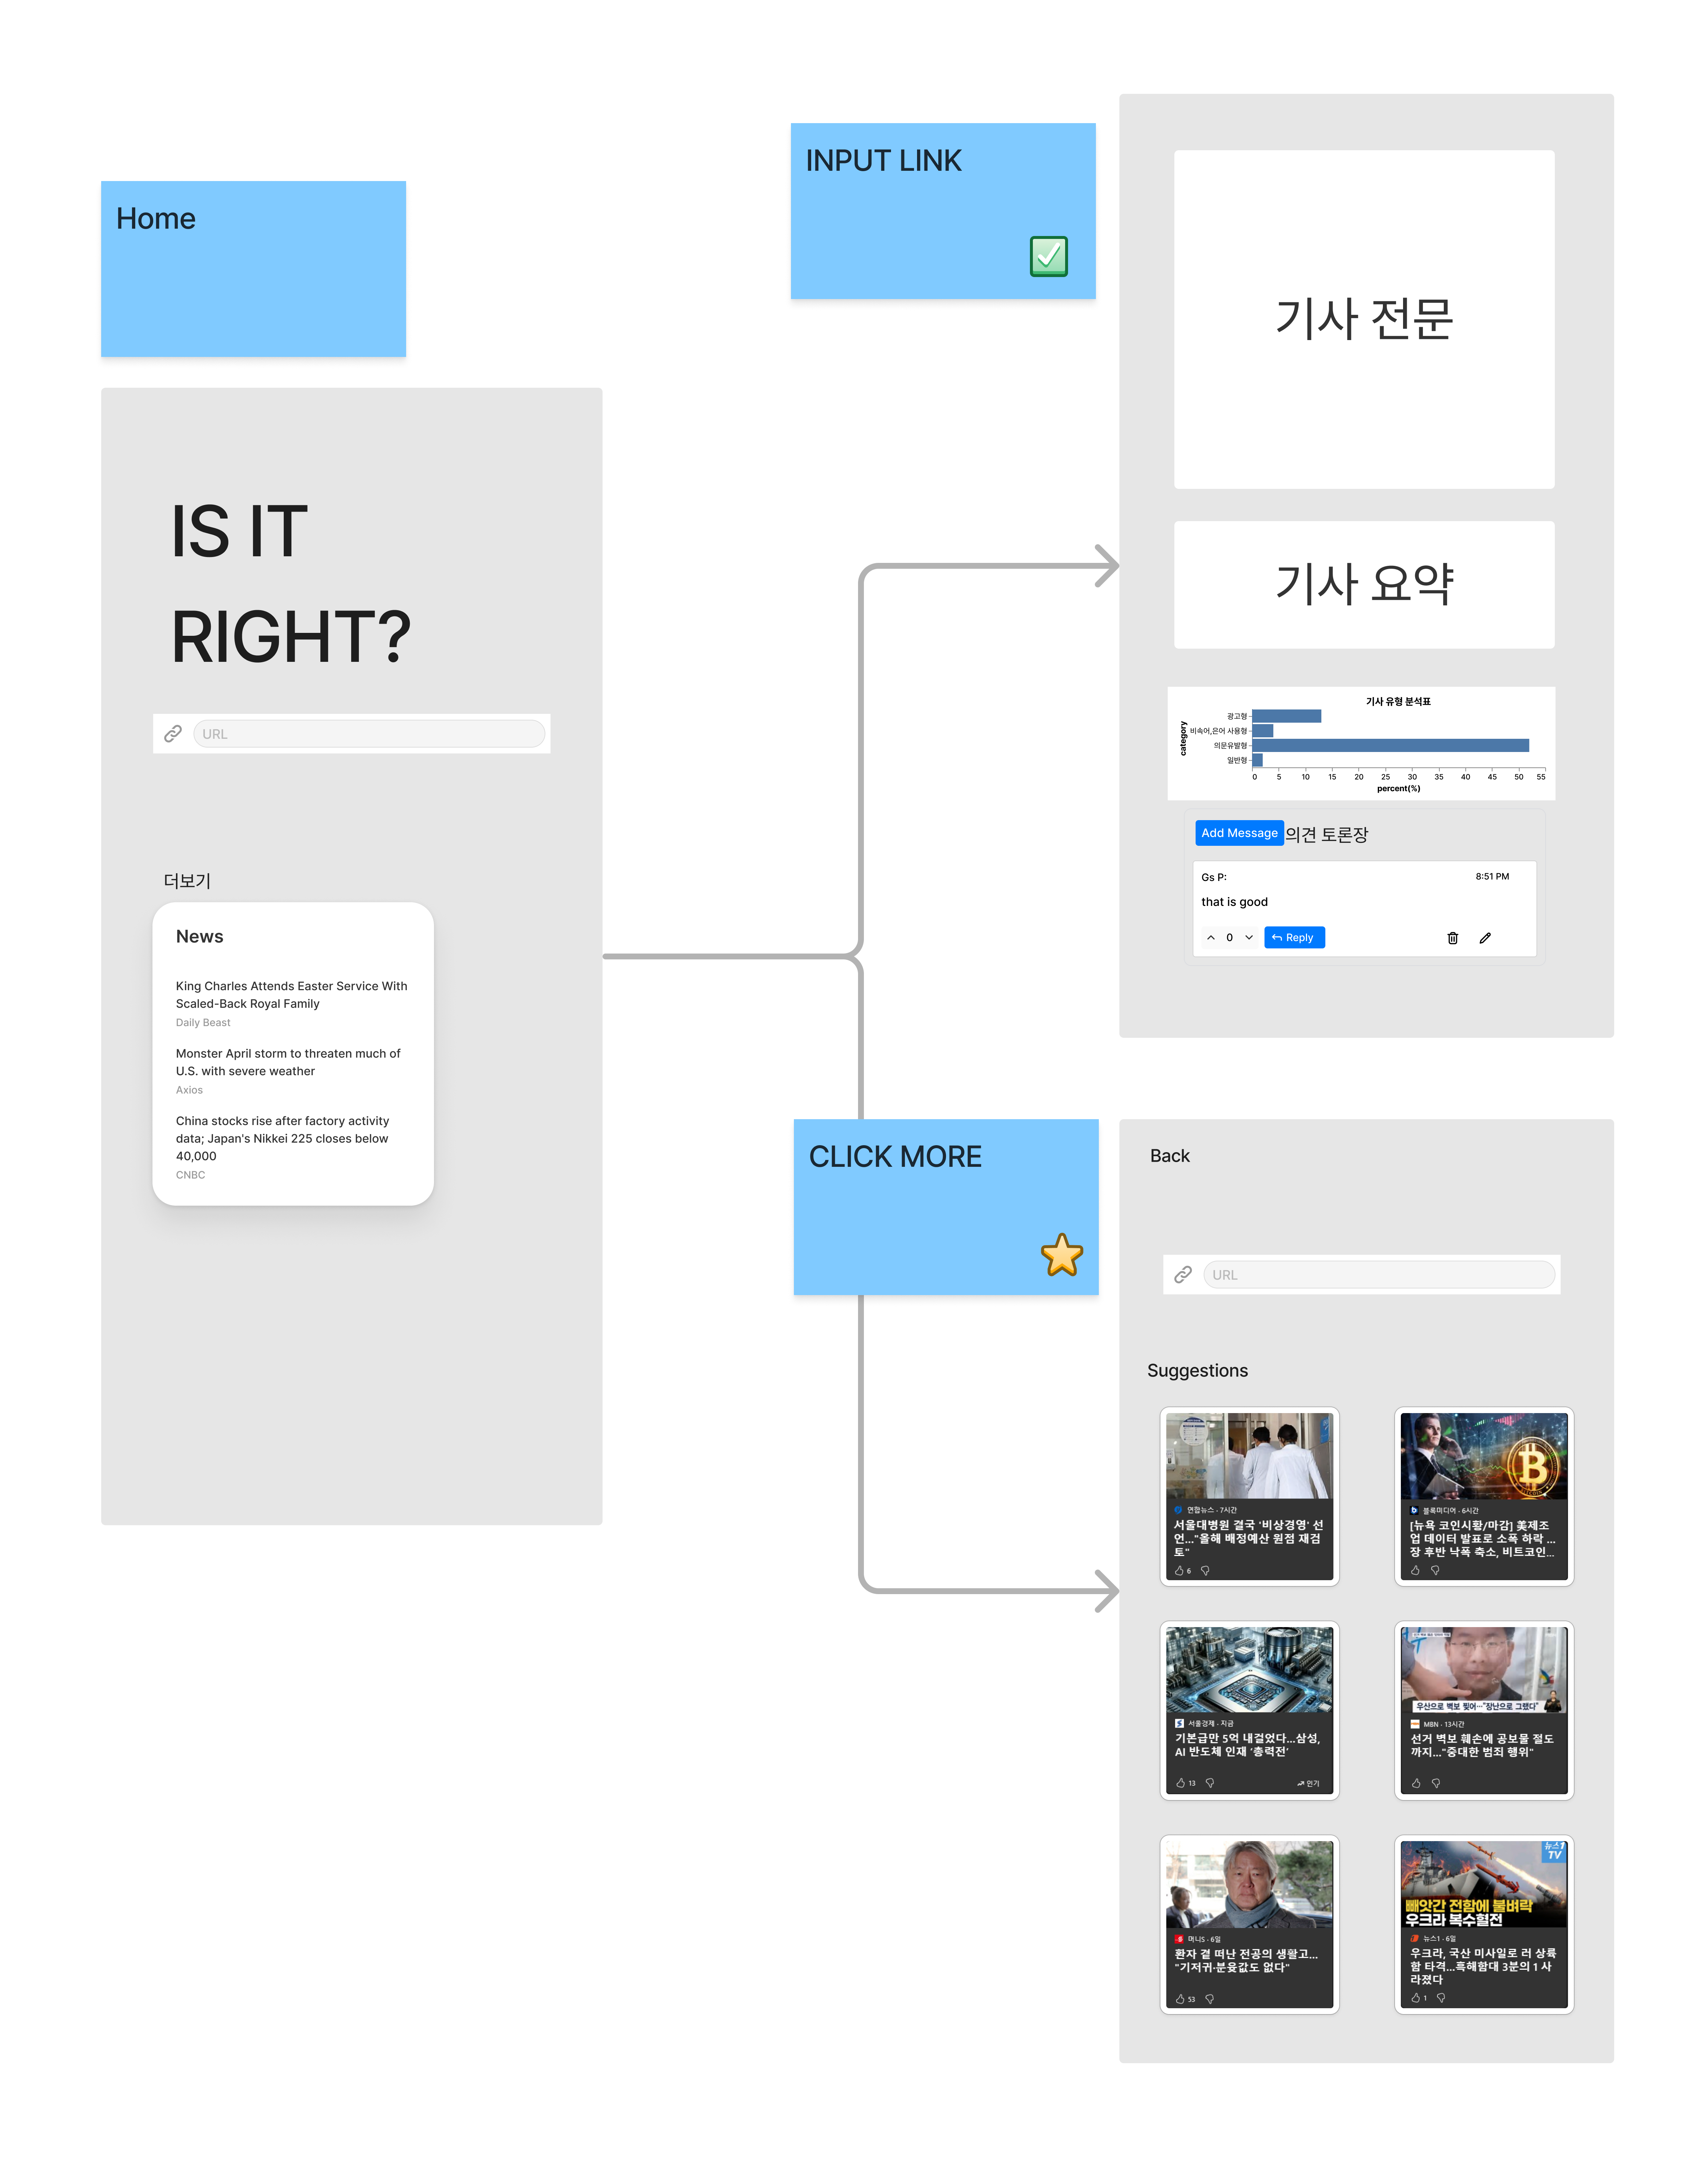 Home
IS IT
RIGHT?
URL
더보기
News
King Charles Attends Easter Service With
Scaled-Back Royal Family
Daily Beast
Monster April storm to threaten much of
U.S. with severe weather
Axios
China stocks rise after factory activity
data; Japan's Nikkei 225 closes below
40,000
CNBC
INPUT LINK
기사 전문
기사 요약
기사 유형 분석표
category
광고형
비속어,은어 사용형
의문유발형
일반형
0 5 10 15 20 25 30 35 40 45 50 55
percent(%)
Add Message 의견 토론장
Gs P: 8:51 PM
that is good
0 Reply
CLICK MORE
Back
URL
Suggestions
연합뉴스 · 7시간
서울대병원 결국 '비상경영' 선
언..."올해 배정예산 원점 재검
토"
6
블록미디어 · 6시간
[뉴욕 코인시황/마감] 美제조
업 데이터 발표로 소폭 하락 ...
장 후반 낙폭 축소, 비트코인...
서울경제 · 지금
기본급만 5억 내걸었다...삼성,
AI 반도체 인재 '총력전'
13 인기
우산으로 벽보 찢어…"장난으로 그랬다"
MBN · 13시간
선거 벽보 훼손에 공보물 절도
까지..."중대한 범죄 행위"
머니S · 6일
환자 곁 떠난 전공의 생활고...
"기저귀·분윳값도 없다"
53
뉴스1
TV
빼앗간 전함에 불벼락
우크라 복수혈전
뉴스1 · 6일
우크라, 국산 미사일로 러 상륙
함 타격...흑해함대 3분의 1 사
라졌다
1